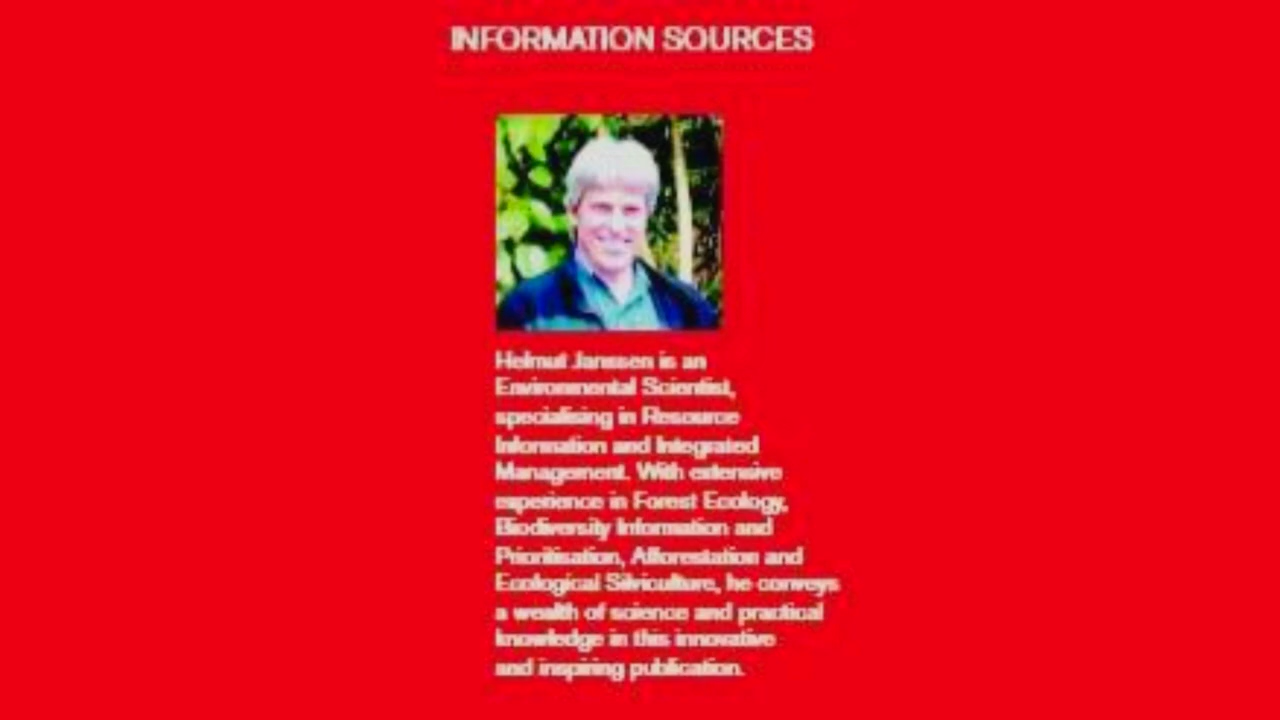 INFORMATION SOURCES
Helmut Janssen is an
Environmental Scientist,
specialising in Resource
Information and Integrated
Management. With extensive
experience in Forest Ecology,
Biodiversity Information and
Prioritisation, Afforestation and
Ecological Silviculture, he conveys
a wealth of science and practical
knowledge in this innovative
and inspiring publication.